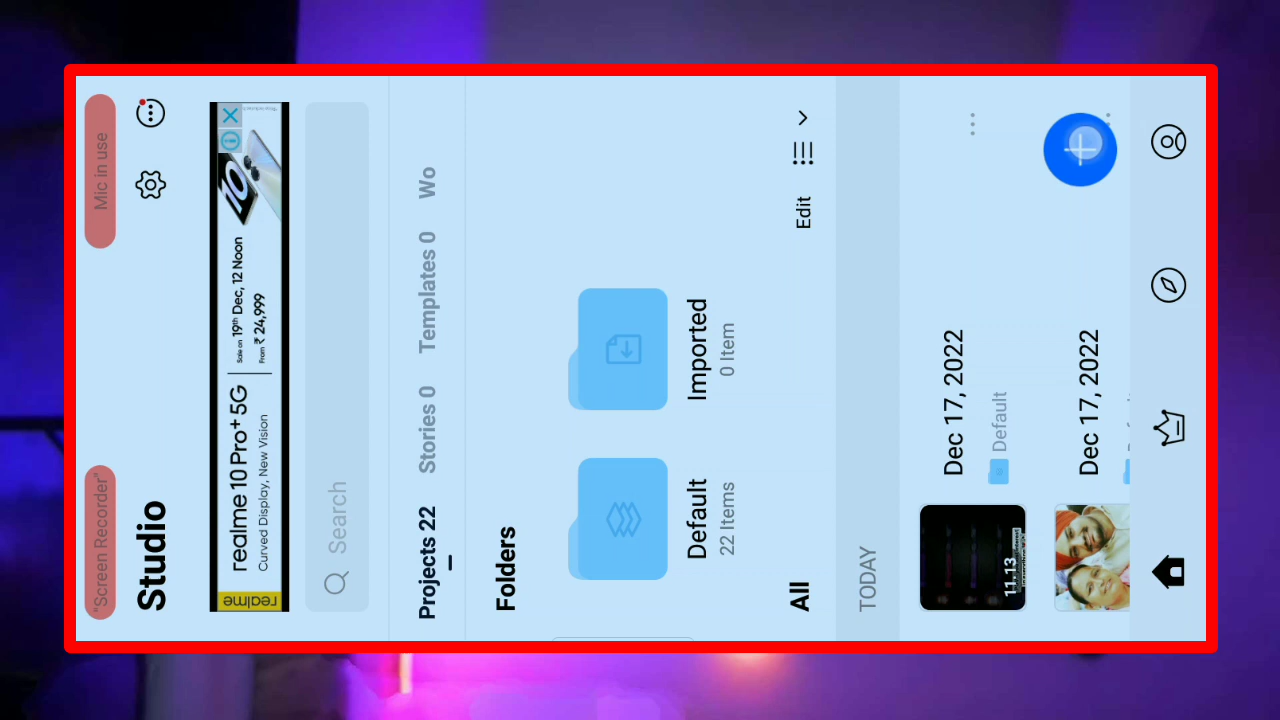 "Screen Recorder"
Mic in use
Studio
realme
realme 10 Pro+ 5G
Curved Display, New Vision
Sale on 19th Dec, 12 Noon
From ₹ 24,999
10
Search
Projects 22
Stories 0
Templates 0
Wo
Folders
Default
22 Items
Imported
0 Item
All
Edit
TODAY
11.13
Dec 17, 2022
Default
Dec 17, 2022